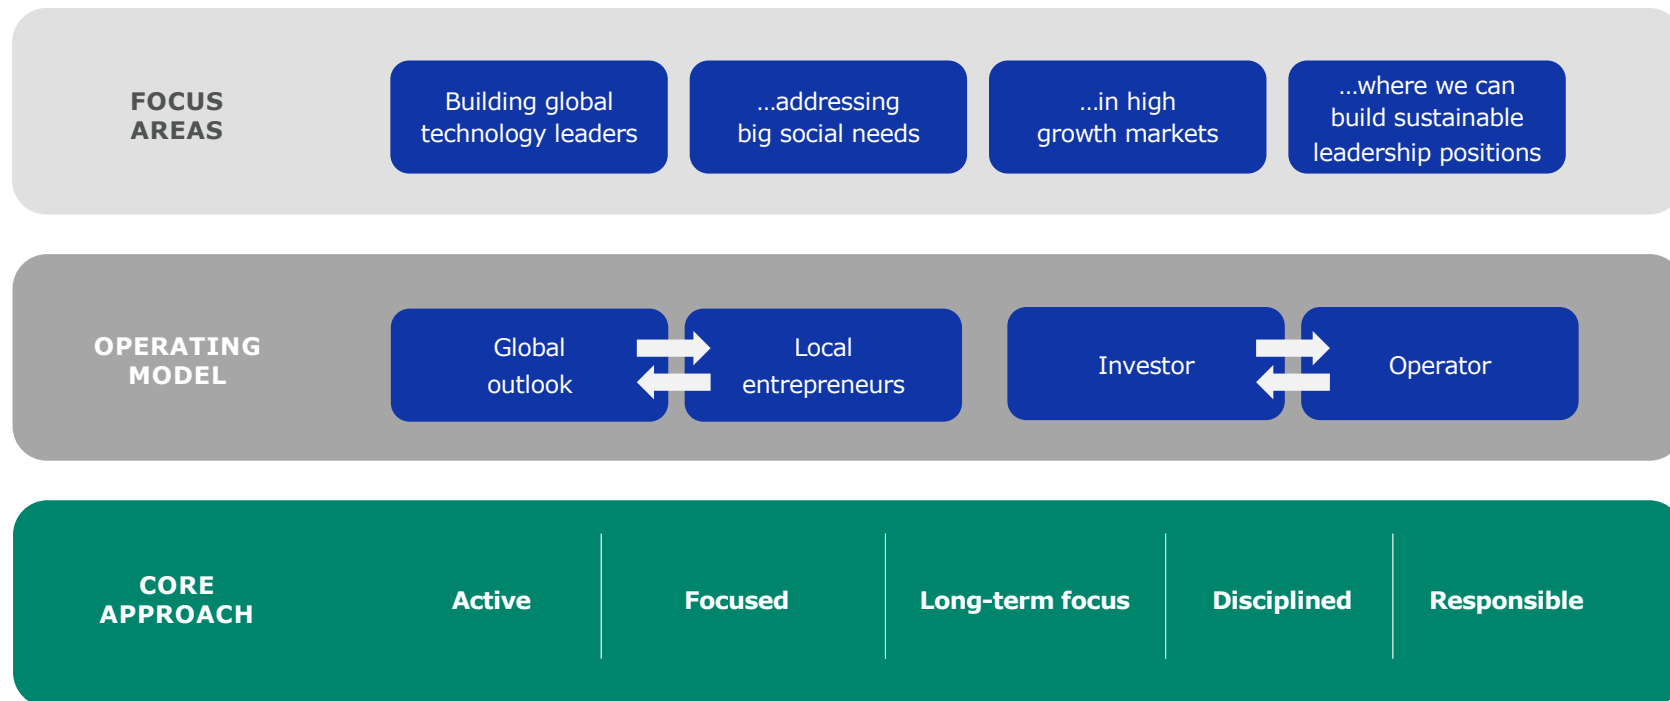 FOCUS
AREAS
Building global
technology leaders
…addressing
big social needs
…in high
growth markets
…where we can
build sustainable
leadership positions
OPERATING
MODEL
Global
outlook
Local
entrepreneurs
Investor
Operator
CORE
APPROACH
Active
Focused
Long-term focus
Disciplined
Responsible